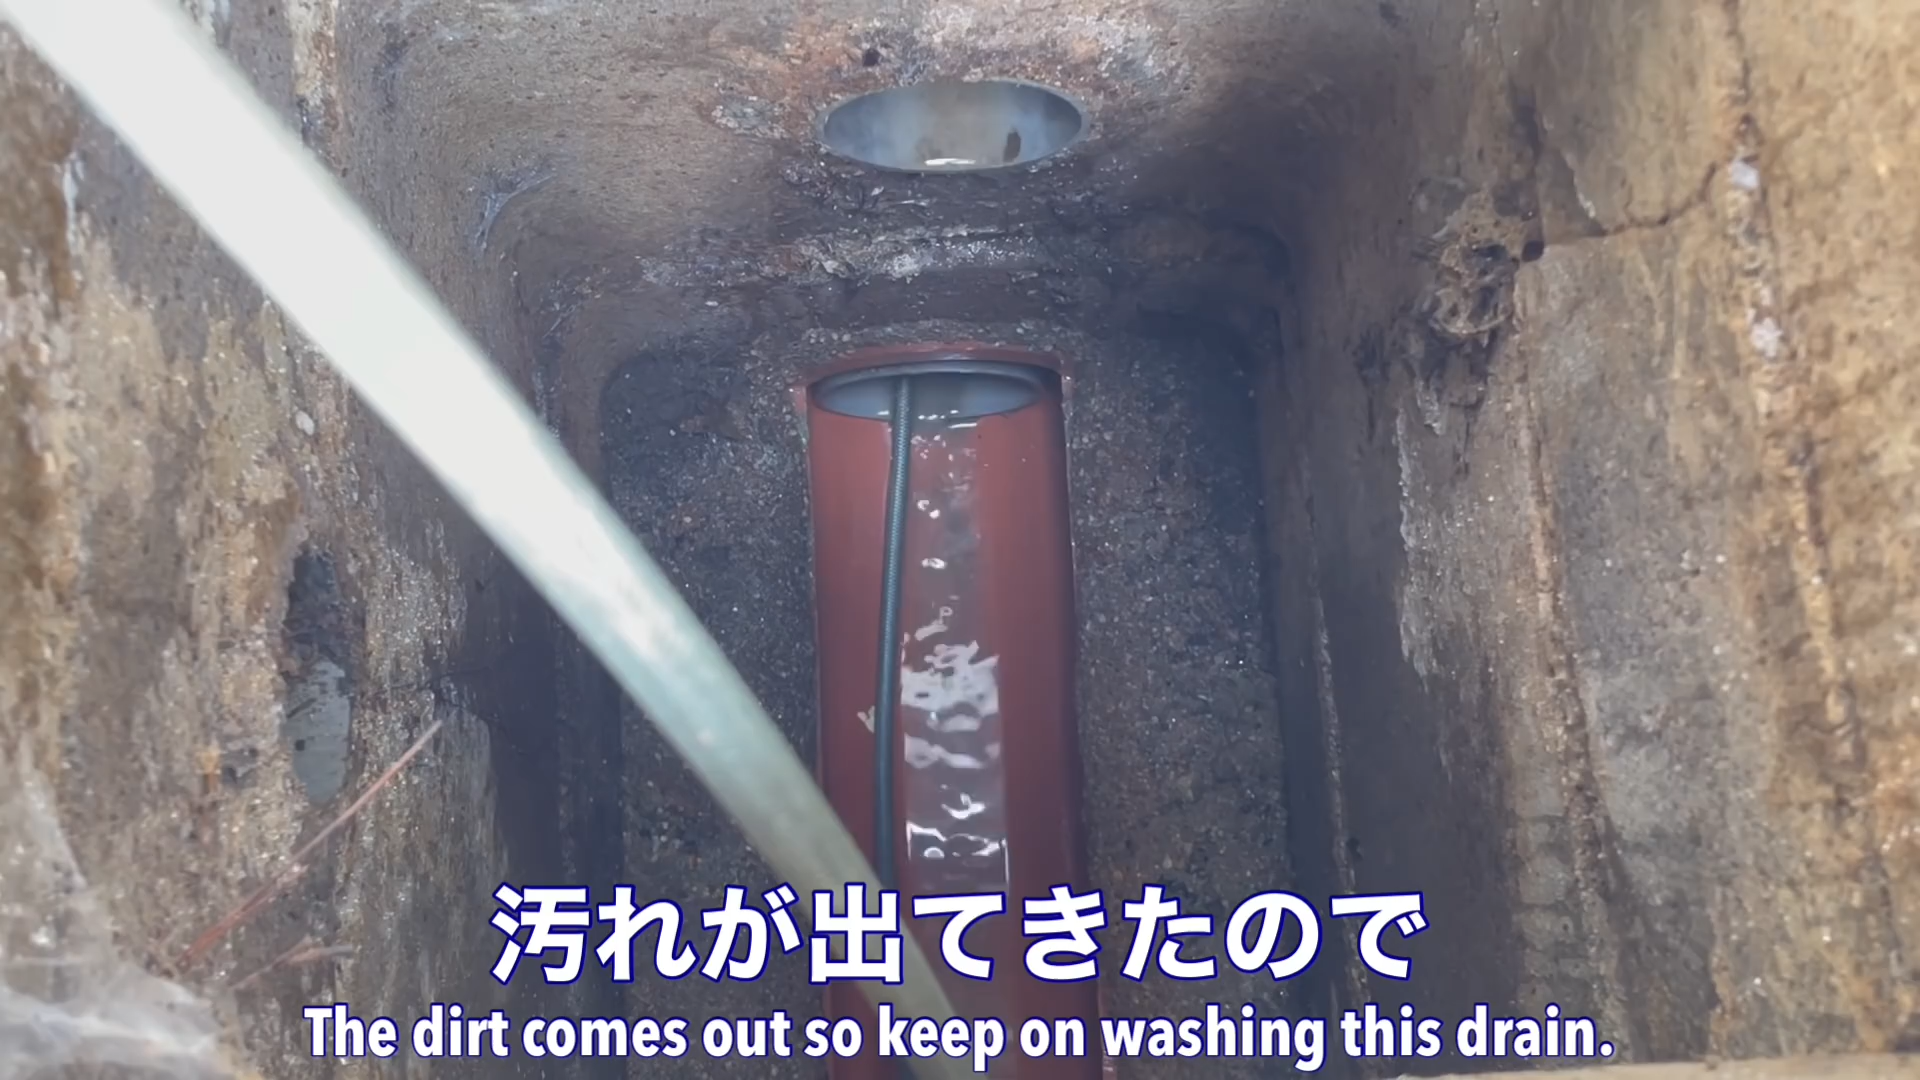 汚れが出てきたので
The dirt comes out so keep on washing this drain.